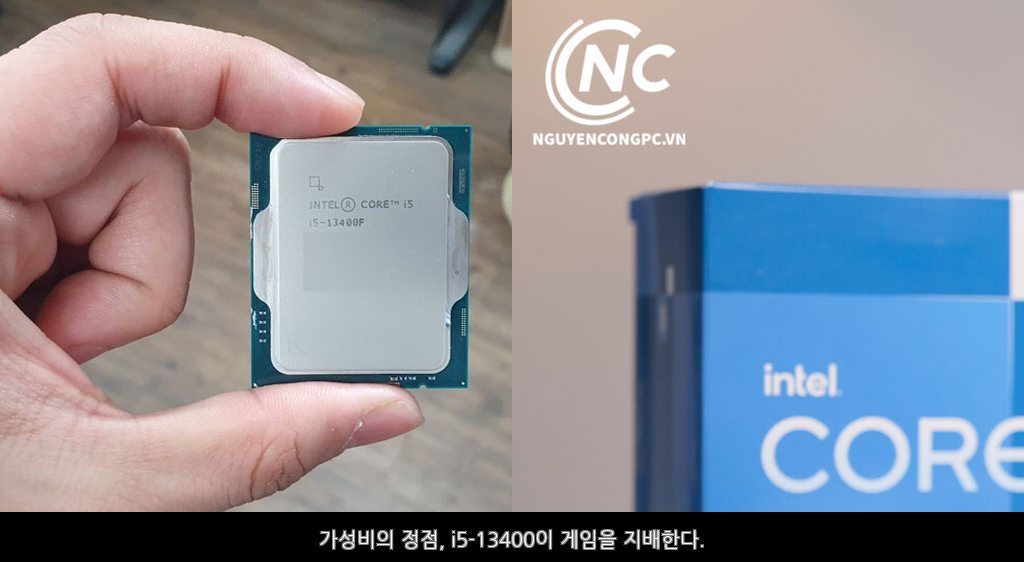 INTEL® CORE™ i5
i5-13400F
NC
NGUYENCONGPC.VN
intel.
CORE
가성비의 정점, i5-13400이 게임을 지배한다.